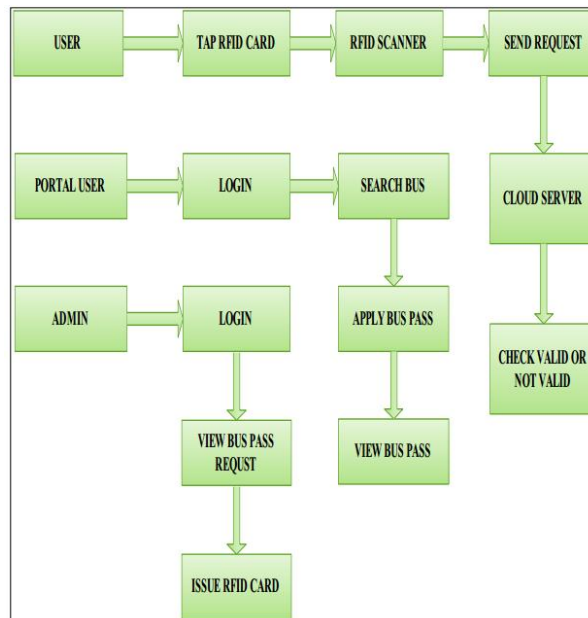 USER
TAP RFID CARD
RFID SCANNER
SEND REQUEST
PORTAL USER
LOGIN
SEARCH BUS
CLOUD SERVER
ADMIN
LOGIN
APPLY BUS PASS
CHECK VALID OR
NOT VALID
VIEW BUS PASS
REQUST
VIEW BUS PASS
ISSUE RFID CARD